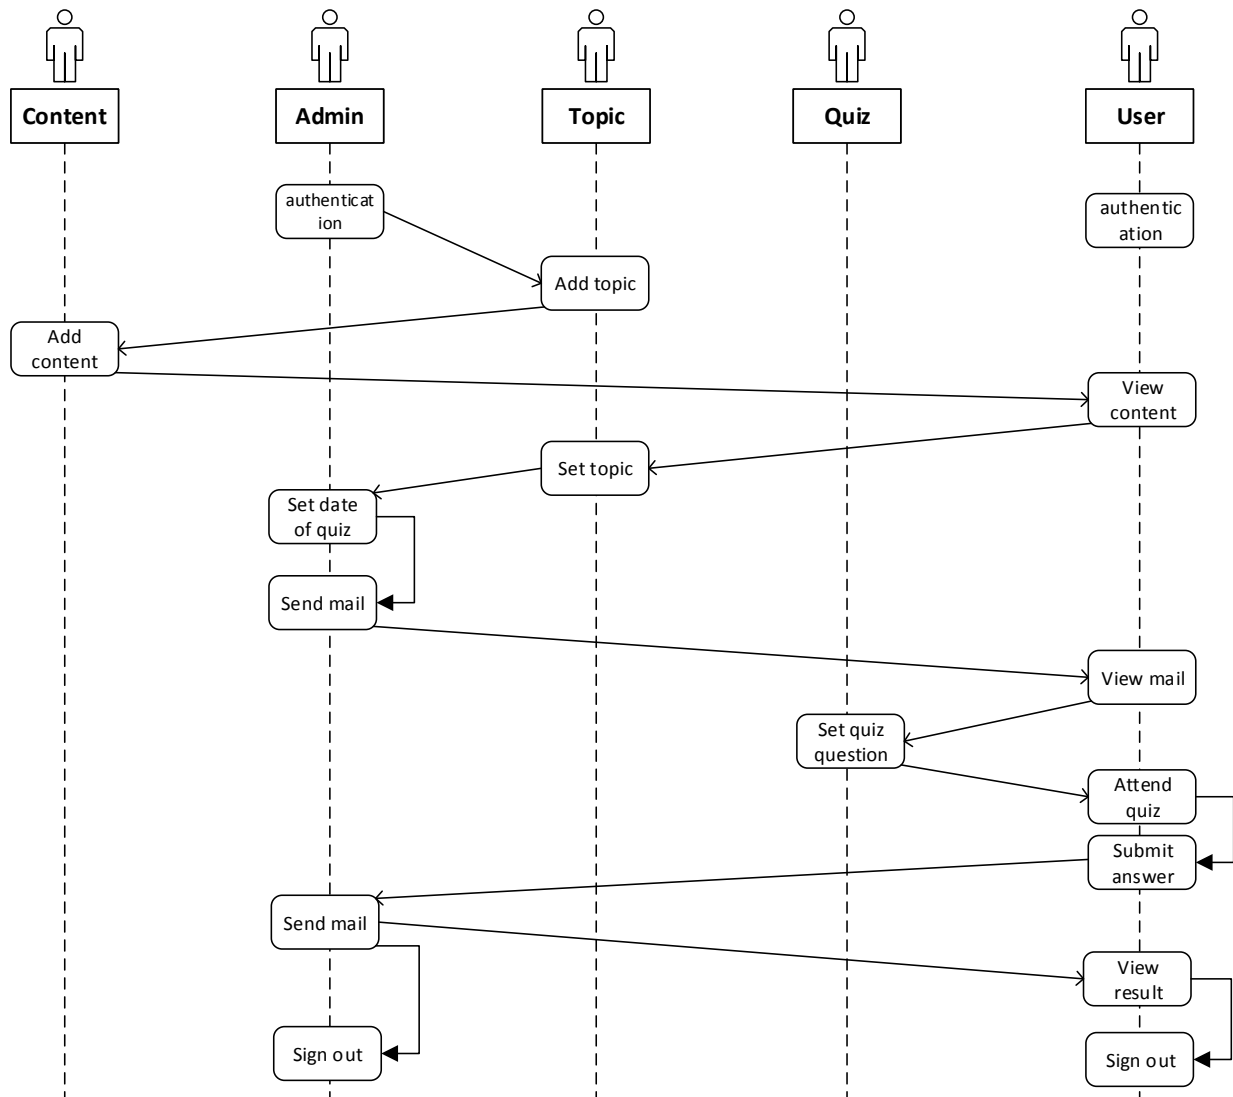 Content
Admin
Topic
Quiz
User
authenticat
ion
authentic
ation
Add topic
Add
content
View
content
Set topic
Set date
of quiz
Send mail
View mail
Set quiz
question
Attend
quiz
Submit
answer
Send mail
View
result
Sign out
Sign out